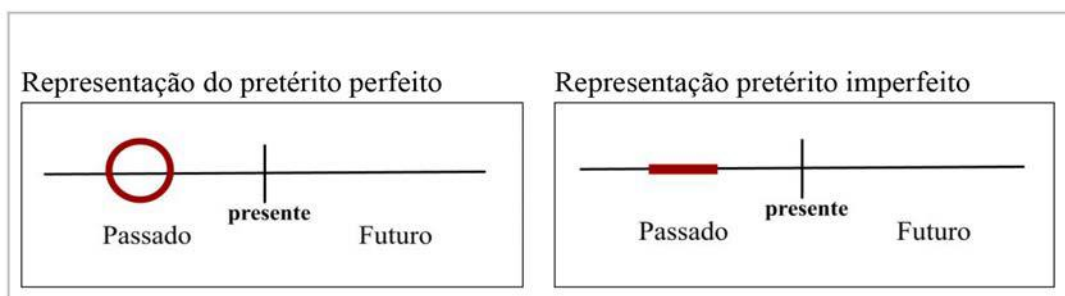 Representação do pretérito perfeito
presente
Passado
Futuro
Representação pretérito imperfeito
presente
Passado
Futuro